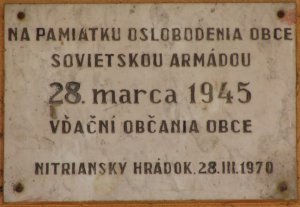 NA PAMIATKU OSLOBODENIA OBCE
SOVIETSKOU ARMÁDOU
28. marca 1945
VĎAČNÍ OBČANIA OBCE
NITRIANSKY HRÁDOK. 28.III.1970